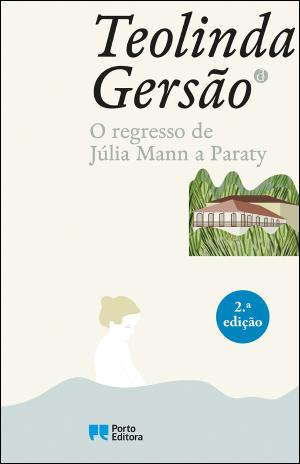 Teolinda
Gersão
d
O regresso de
Júlia Mann a Paraty
2.ª
edição
Porto
Editora